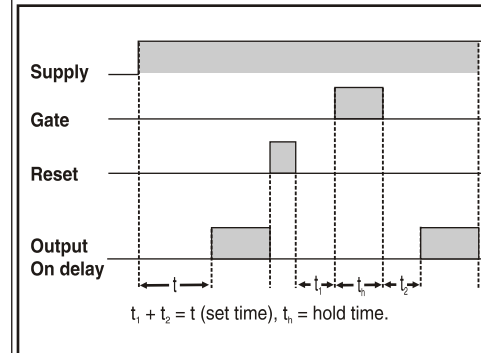 Supply
Gate
Reset
Output
On delay
t t₁ tₕ t₂
t₁ + t₂ = t (set time), tₕ = hold time.